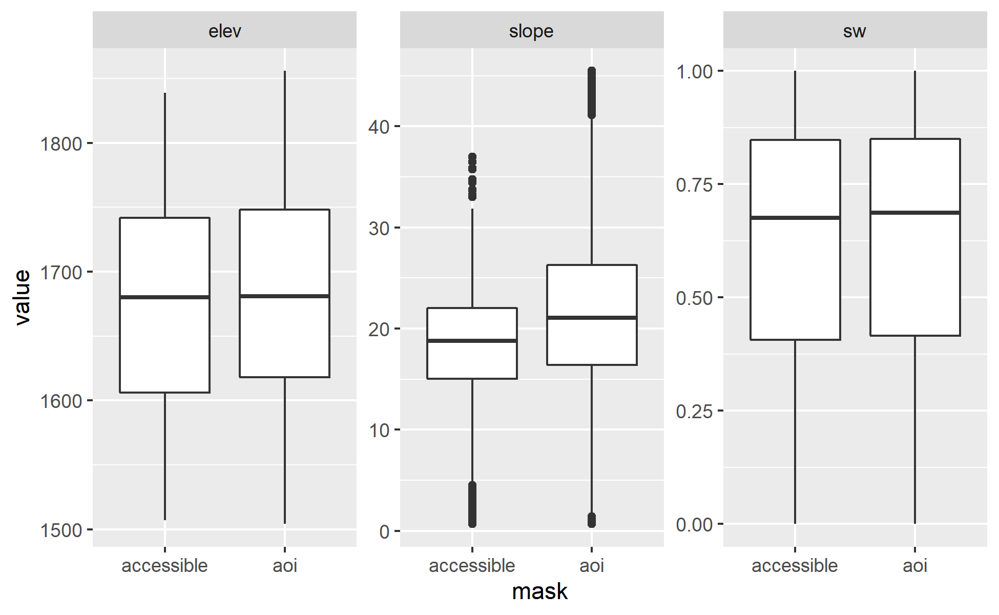 elev
slope
sw
value
1800
1700
1600
1500
40
30
20
10
0
1.00
0.75
0.50
0.25
0.00
accessible aoi
accessible aoi
accessible aoi
mask